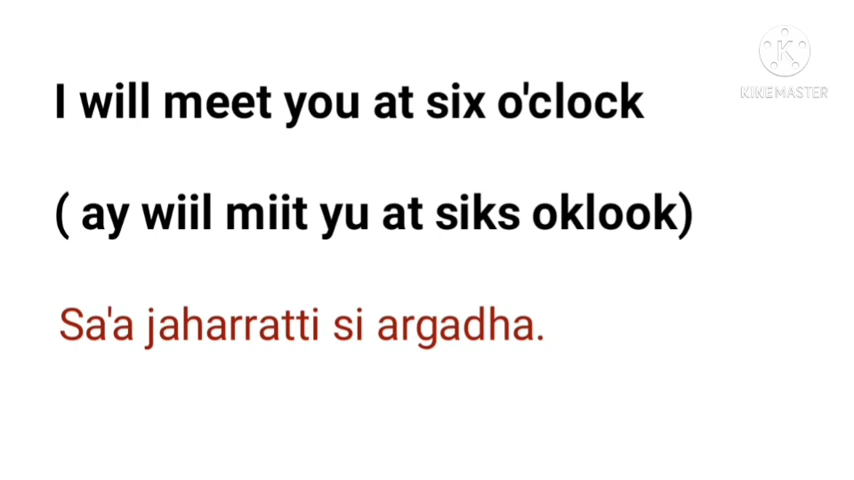 KINEMASTER
I will meet you at six o'clock
( ay wiil miit yu at siks oklook)
Sa'a jaharratti si argadha.